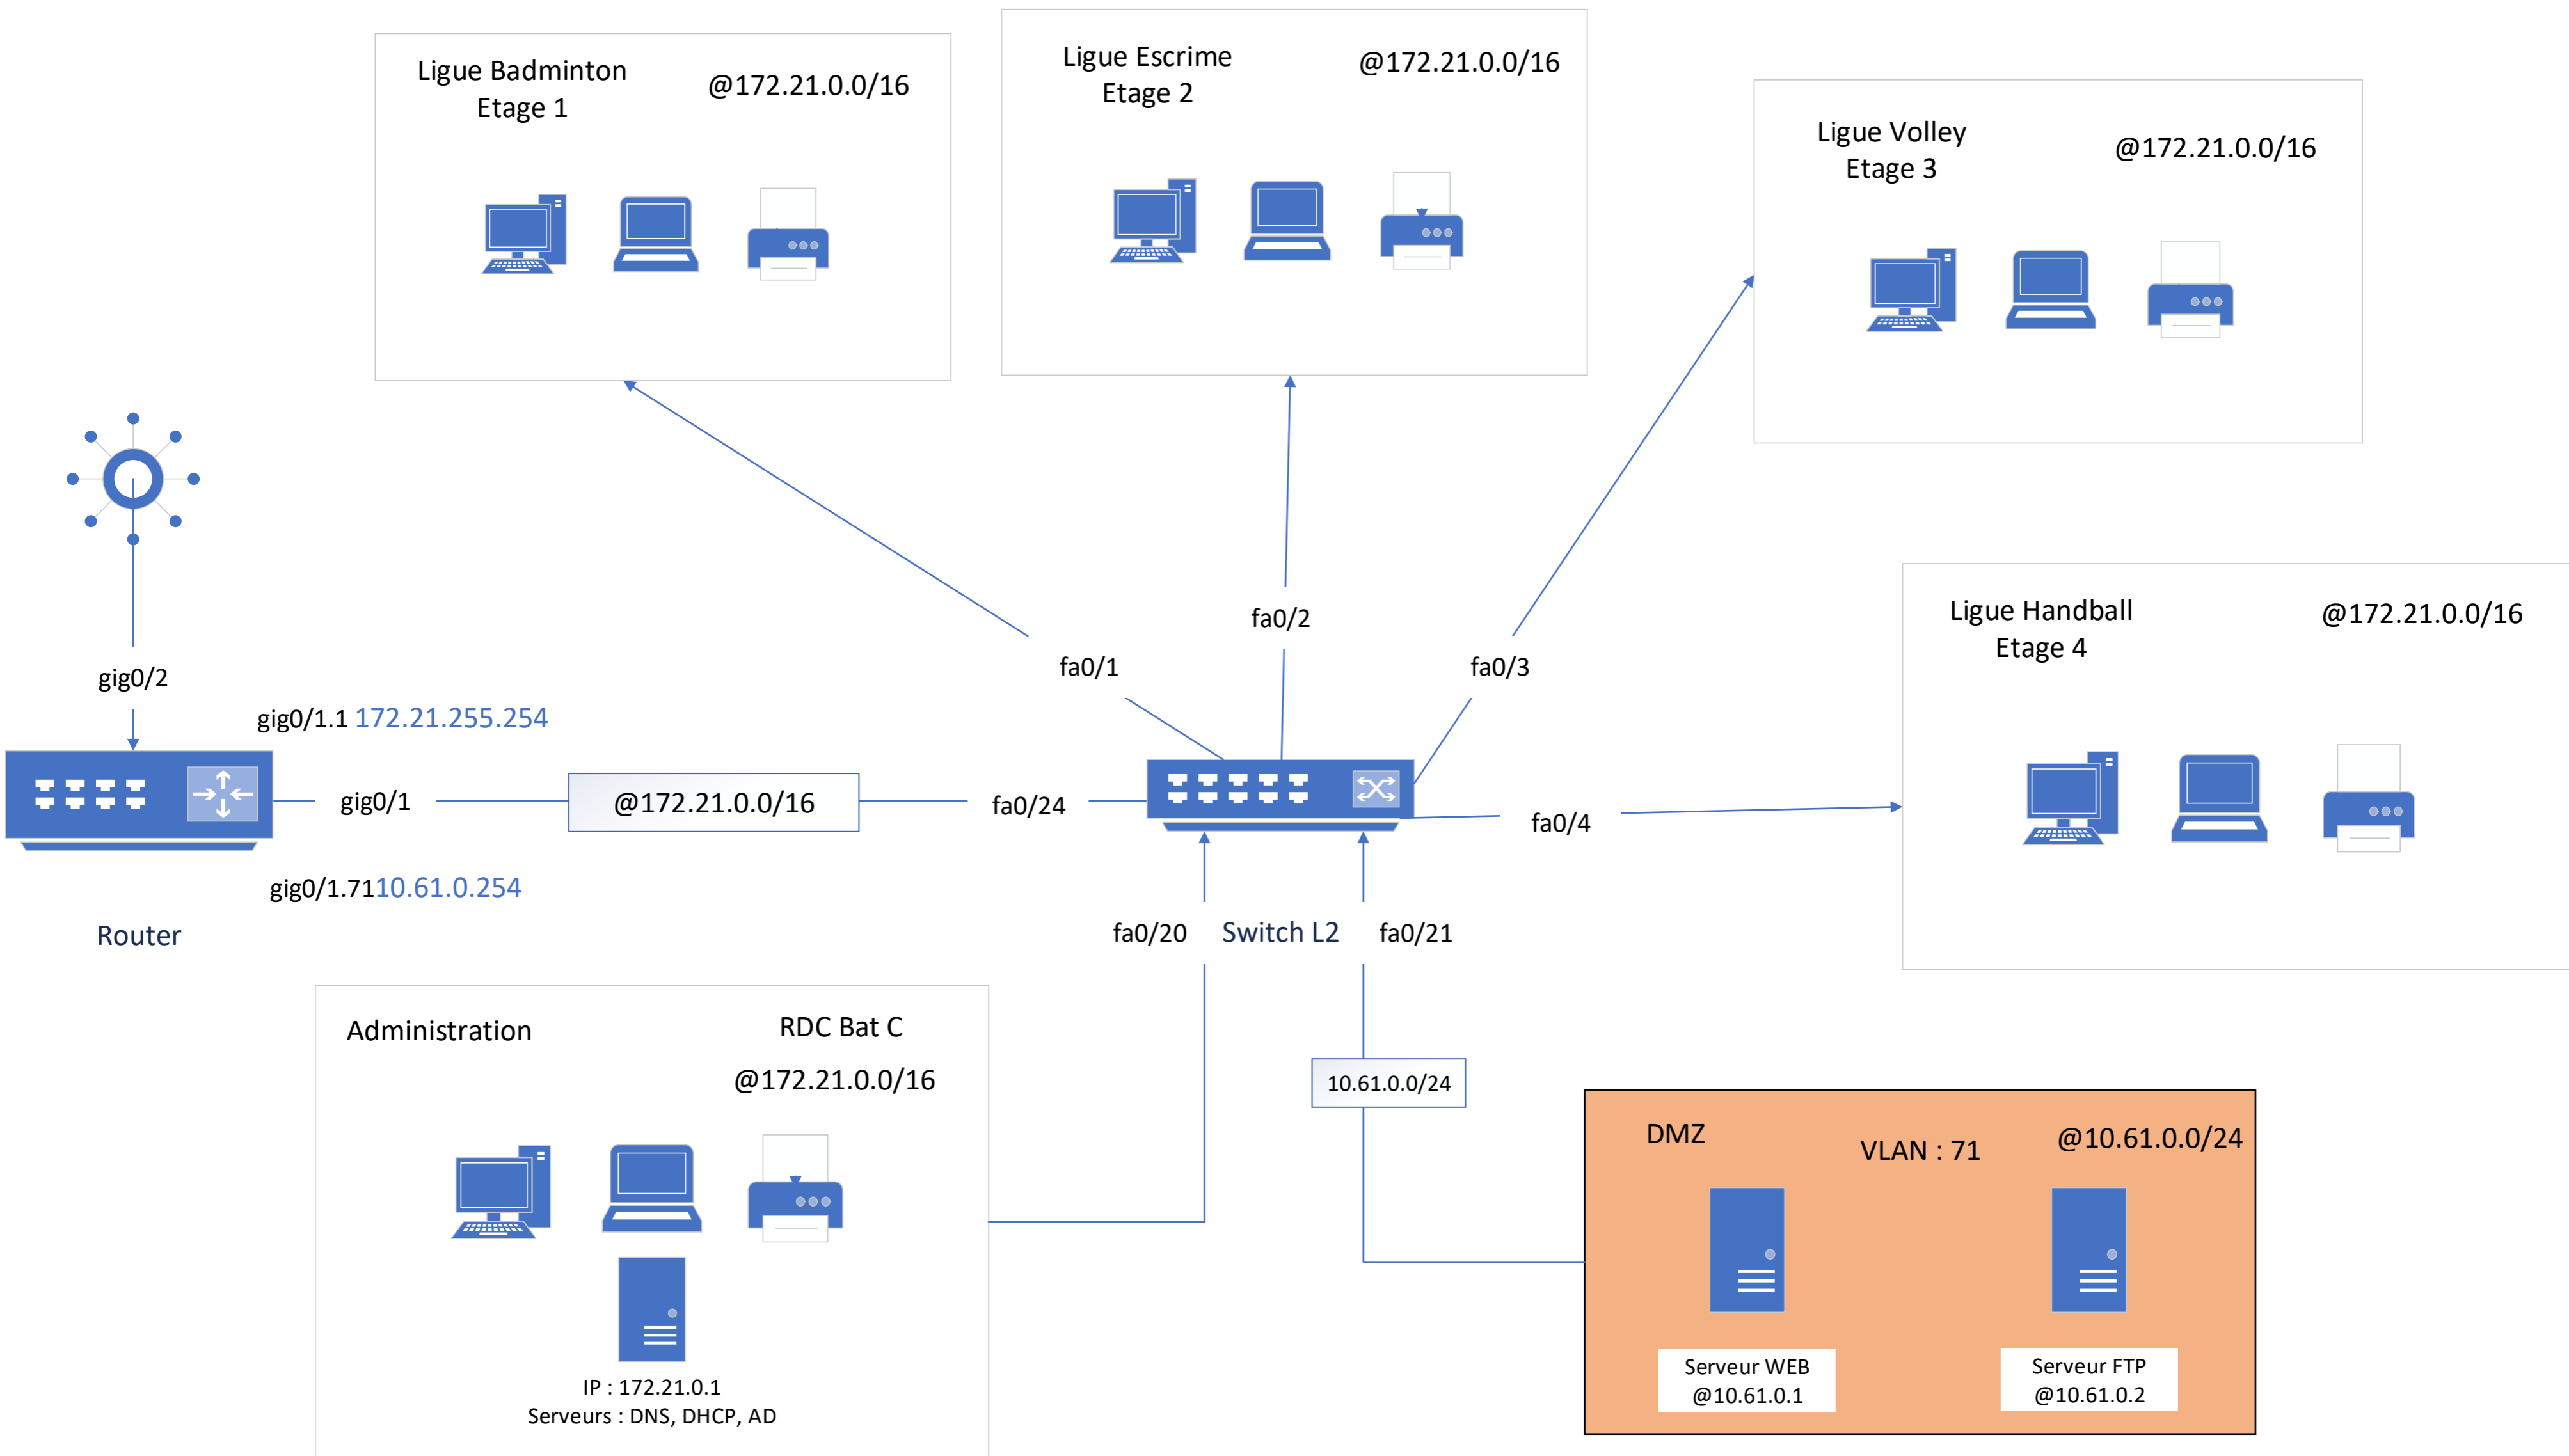 Ligue Badminton
Etage 1
@172.21.0.0/16
Ligue Escrime
Etage 2
@172.21.0.0/16
Ligue Volley
Etage 3
@172.21.0.0/16
Ligue Handball
Etage 4
@172.21.0.0/16
fa0/1
fa0/2
fa0/3
fa0/4
gig0/2
gig0/1.1 172.21.255.254
gig0/1
@172.21.0.0/16
fa0/24
gig0/1.7110.61.0.254
Router
fa0/20
Switch L2
fa0/21
Administration
RDC Bat C
@172.21.0.0/16
IP : 172.21.0.1
Serveurs : DNS, DHCP, AD
10.61.0.0/24
DMZ
VLAN : 71
@10.61.0.0/24
Serveur WEB
@10.61.0.1
Serveur FTP
@10.61.0.2